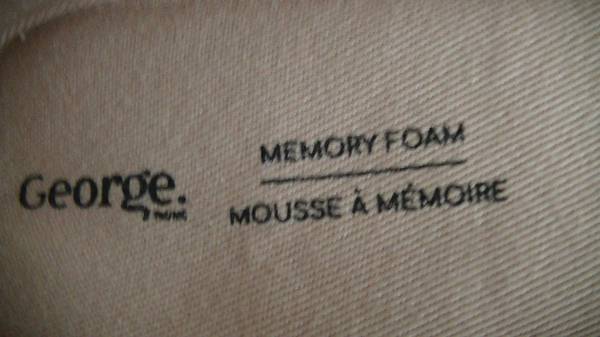 George.
MEMORY FOAM
MOUSSE À MÉMOIRE